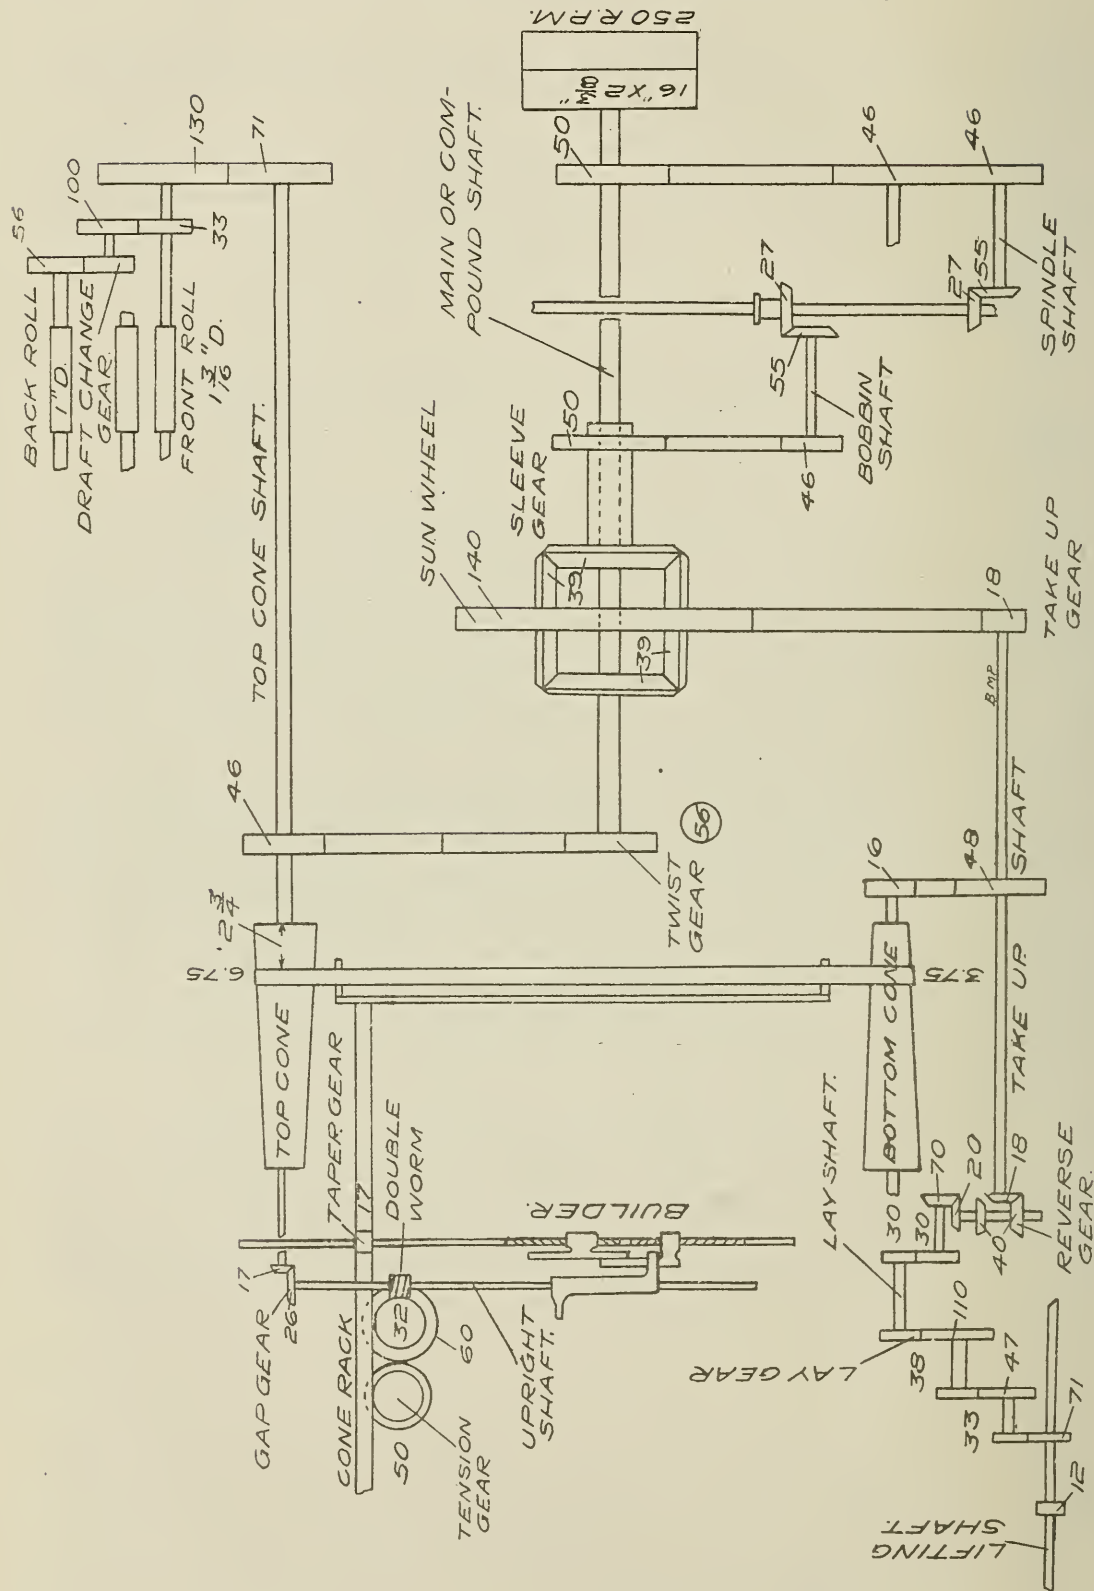 250 R.P.M.
16" X 2 3/8"
50
46
46
MAIN OR COM-
POUND SHAFT.
27
55
27
55
SPINDLE
SHAFT
BOBBIN
SHAFT
50
46
SLEEVE
GEAR
SUN WHEEL
140
39
39
18
TAKE UP
GEAR
130
71
100
33
56
BACK ROLL
1" D.
DRAFT CHANGE
GEAR.
FRONT ROLL
1 3/16" D.
TOP CONE SHAFT.
46
2 3/4
6.75
TOP CONE
TWIST
GEAR
56
BMP
16
48
TAKE UP SHAFT
3.75
BOTTOM CONE
TAPER GEAR
17
DOUBLE
WORM
BUILDER.
17
GAP GEAR
26
CONE RACK
32
60
50
TENSION
GEAR
UPRIGHT
SHAFT.
LAY SHAFT.
30
70
30
20
18
40
REVERSE
GEAR.
LAY GEAR
38
110
47
33
71
12
LIFTING
SHAFT